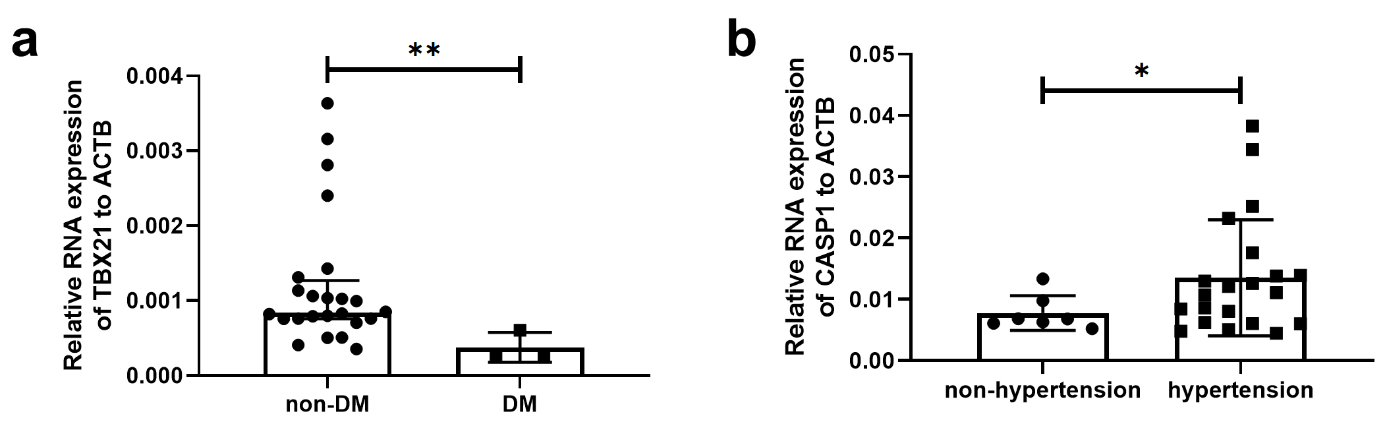 a
**
Relative RNA expression
of TBX21 to ACTB
0.004
0.003
0.002
0.001
0.000
non-DM
DM
b
*
Relative RNA expression
of CASP1 to ACTB
0.05
0.04
0.03
0.02
0.01
0.00
non-hypertension
hypertension